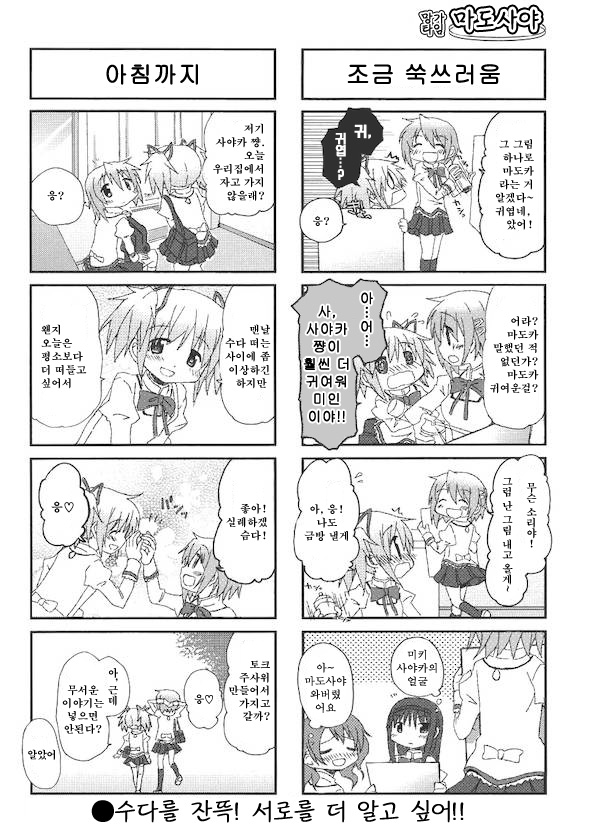 망가
타임
마도사야
조금 쑥쓰러움
그림
하나로
마도카
라는 거
알겠다~
귀엽네,
았어!
귀,
귀엽…?
응?
어라?
마도카
말했던 적
없던가?
마도카
귀여운걸?
아…어…
사,
사야카
쨩이
훨씬 더
귀여워
미인
이야!!
무슨 소리야!
그럼 난 그림 내고 올게~
아, 응!
나도
금방 낼게
미키
사야카의
얼굴
아~
마도사야
와버렸
어요
아침까지
저기
사야카 쨩.
오늘
우리집에서
자고 가지
않을래?
응?
맨날
수다 떠는
사이에 좀
이상하긴
하지만
왠지
오늘은
평소보다
더 떠들고
싶어서
좋아!
실례하겠
습다!
응♡
토크
주사위
만들어서
가지고
갈까?
응♡
아,
근데
무서운
이야기는
넣으면
안된다?
알았어
●수다를 잔뜩! 서로를 더 알고 싶어!!